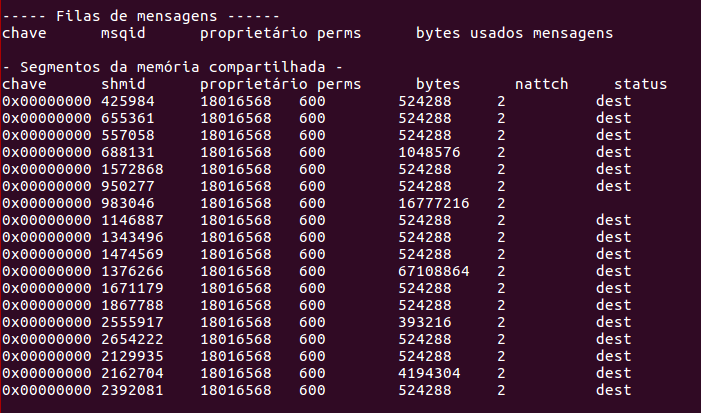 ----- Filas de mensagens ------
chave msqid proprietário perms bytes usados mensagens
- Segmentos da memória compartilhada -
chave shmid proprietário perms bytes nattch status
0x00000000 425984 18016568 600 524288 2 dest
0x00000000 655361 18016568 600 524288 2 dest
0x00000000 557058 18016568 600 524288 2 dest
0x00000000 688131 18016568 600 1048576 2 dest
0x00000000 1572868 18016568 600 524288 2 dest
0x00000000 950277 18016568 600 524288 2 dest
0x00000000 983046 18016568 600 16777216 2
0x00000000 1146887 18016568 600 524288 2 dest
0x00000000 1343496 18016568 600 524288 2 dest
0x00000000 1474569 18016568 600 524288 2 dest
0x00000000 1376266 18016568 600 67108864 2 dest
0x00000000 1671179 18016568 600 524288 2 dest
0x00000000 1867788 18016568 600 524288 2 dest
0x00000000 2555917 18016568 600 393216 2 dest
0x00000000 2654222 18016568 600 524288 2 dest
0x00000000 2129935 18016568 600 524288 2 dest
0x00000000 2162704 18016568 600 4194304 2 dest
0x00000000 2392081 18016568 600 524288 2 dest